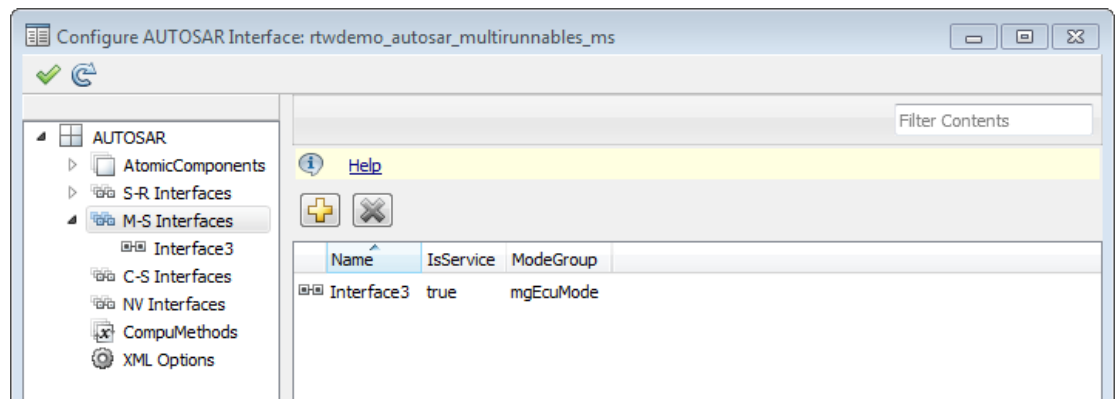 Configure AUTOSAR Interface: rtwdemo_autosar_multirunnables_ms
Filter Contents
AUTOSAR
AtomicComponents
S-R Interfaces
M-S Interfaces
Interface3
C-S Interfaces
NV Interfaces
CompuMethods
XML Options
Help
Name IsService ModeGroup
Interface3 true mgEcuMode